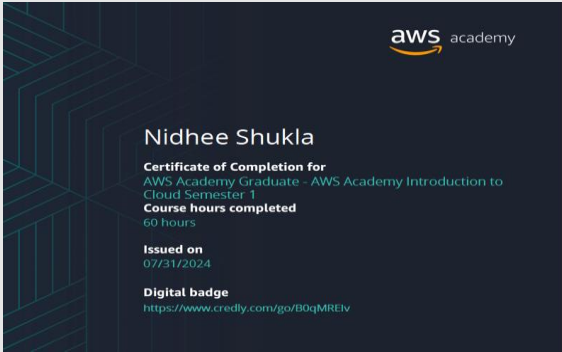 aws academy
Nidhee Shukla
Certificate of Completion for
AWS Academy Graduate - AWS Academy Introduction to
Cloud Semester 1
Course hours completed
60 hours
Issued on
07/31/2024
Digital badge
https://www.credly.com/go/B0qMREIv